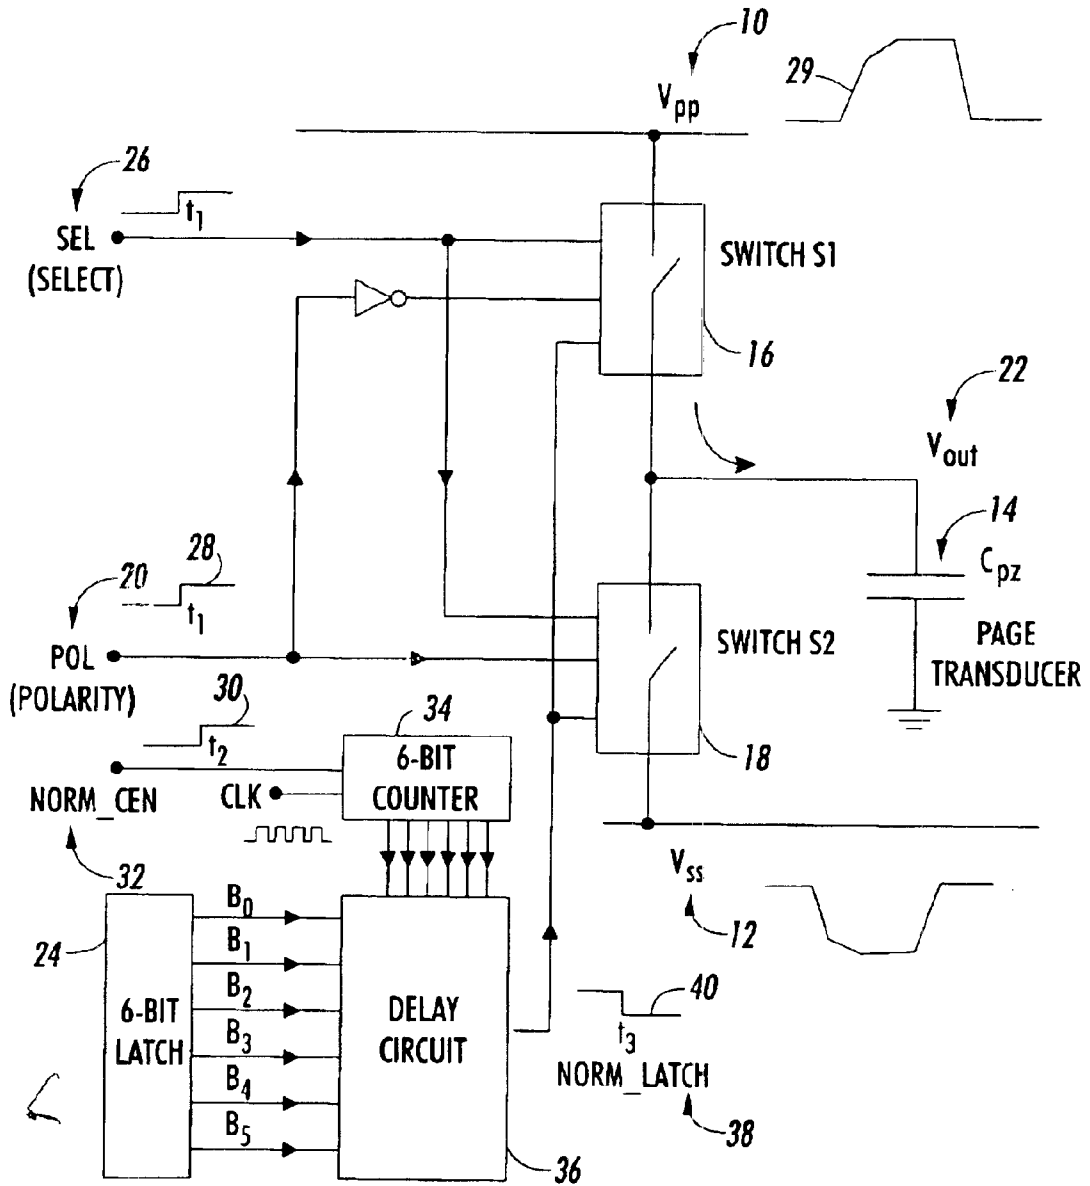 10
29
Vpp
26
t1
SEL
(SELECT)
SWITCH S1
16
22
Vout
14
Cpz
28
20
t1
POL
(POLARITY)
SWITCH S2
PAGE
TRANSDUCER
30
t2
34
6-BIT
COUNTER
18
NORM_CEN
CLK
32
Vss
12
24
B0
B1
B2
B3
B4
B5
6-BIT
LATCH
DELAY
CIRCUIT
40
t3
NORM_LATCH
38
36